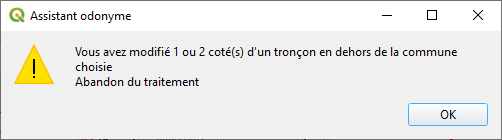 Assistant odonyme
Vous avez modifié 1 ou 2 coté(s) d'un tronçon en dehors de la commune
choisie
Abandon du traitement
OK